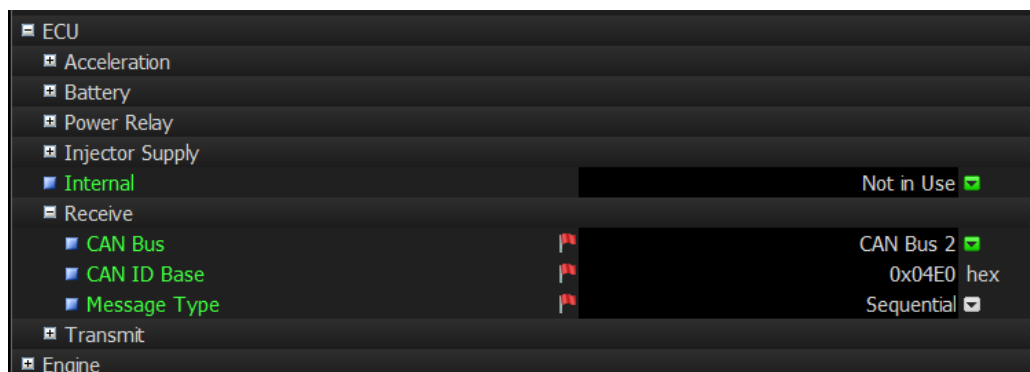 ECU
Acceleration
Battery
Power Relay
Injector Supply
Internal Not in Use
Receive
CAN Bus CAN Bus 2
CAN ID Base 0x04E0 hex
Message Type Sequential
Transmit
Engine